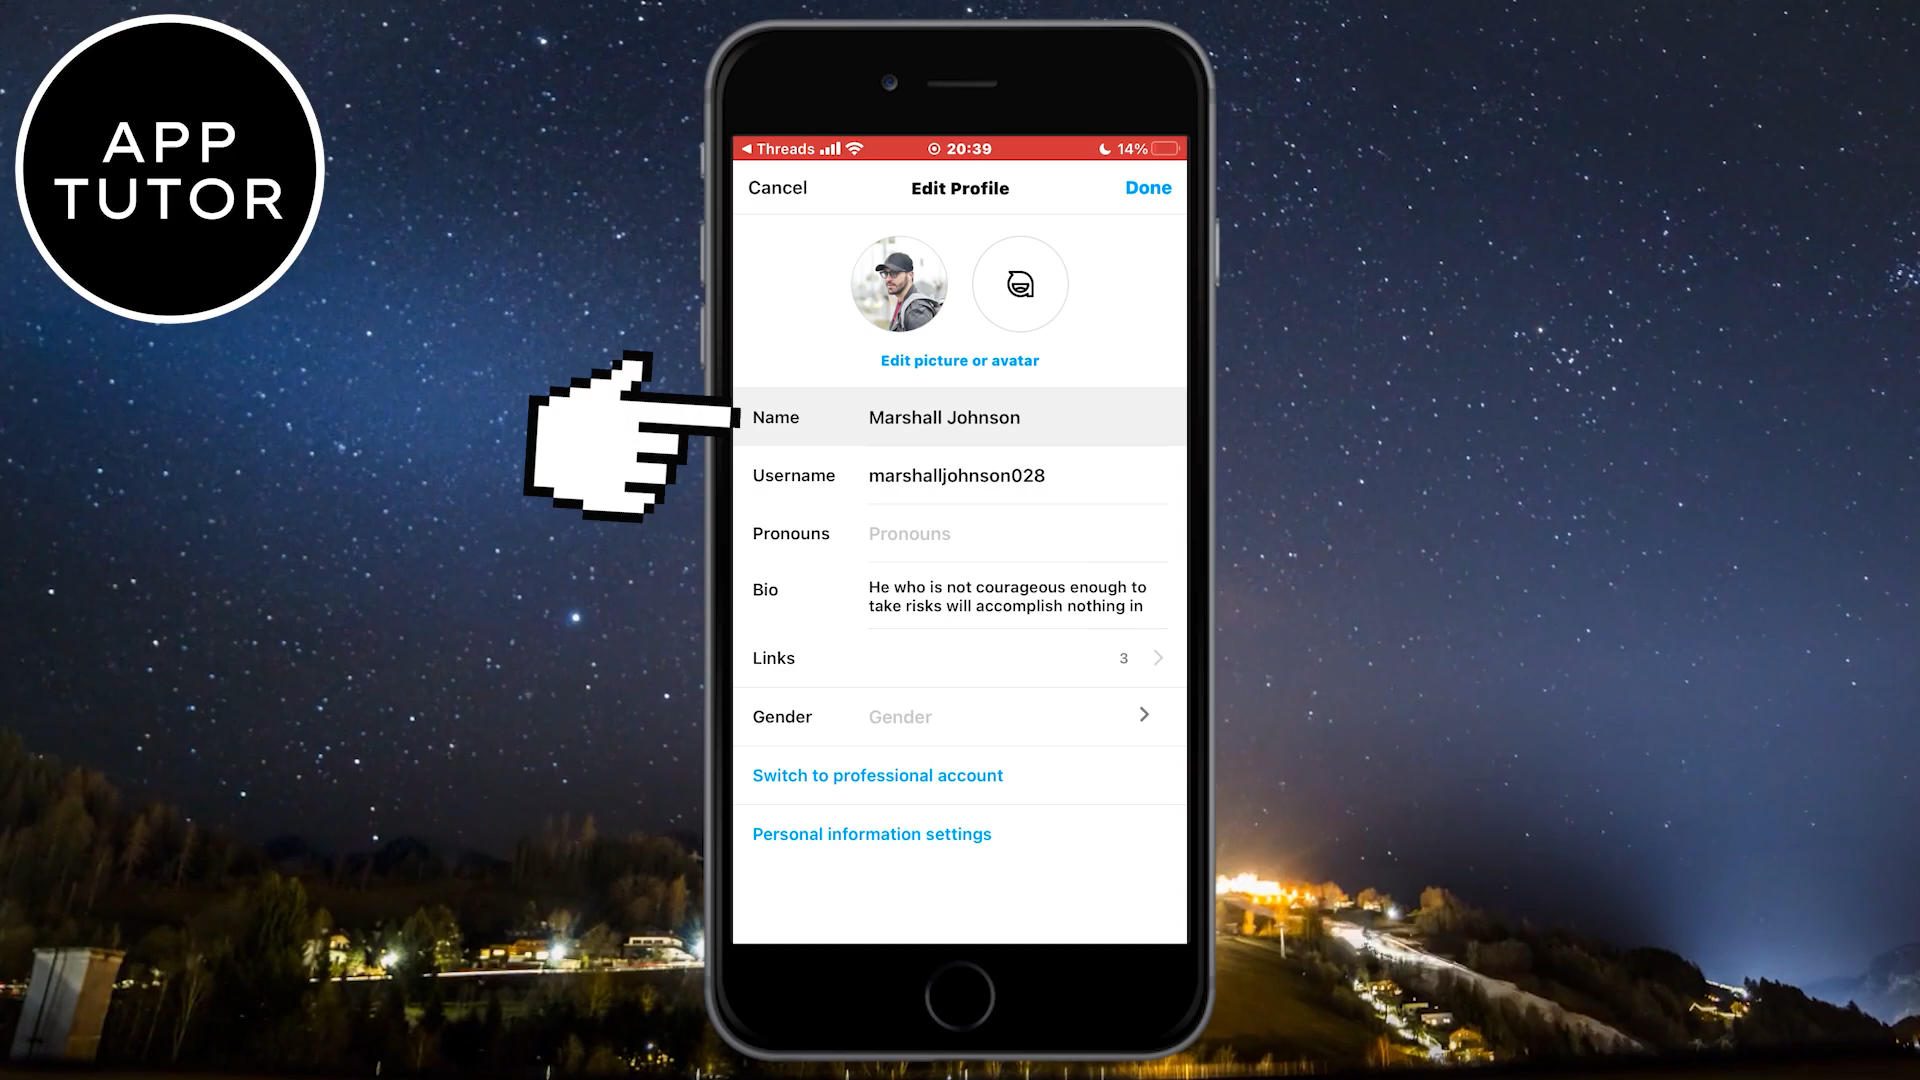 APP
TUTOR
Threads
20:39
14%
Cancel
Edit Profile
Done
Edit picture or avatar
Name
Marshall Johnson
Username
marshalljohnson028
Pronouns
Pronouns
Bio
He who is not courageous enough to
take risks will accomplish nothing in
Links
3
Gender
Gender
Switch to professional account
Personal information settings